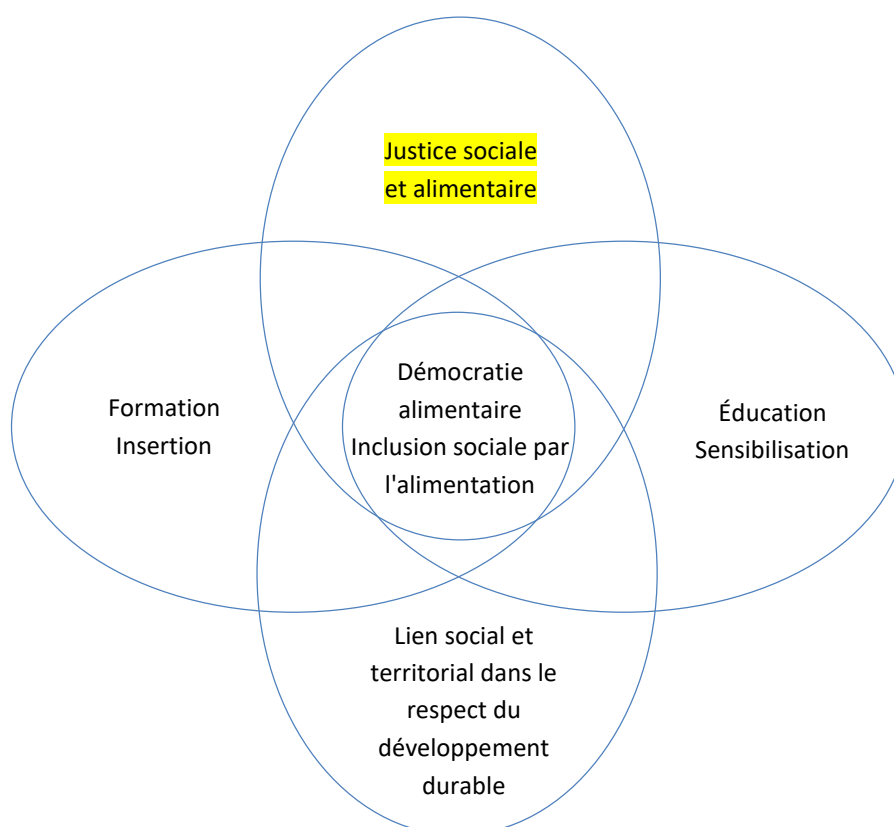 Justice sociale
et alimentaire
Démocratie
alimentaire
Inclusion sociale par
l'alimentation
Formation
Insertion
Éducation
Sensibilisation
Lien social et
territorial dans le
respect du
développement
durable